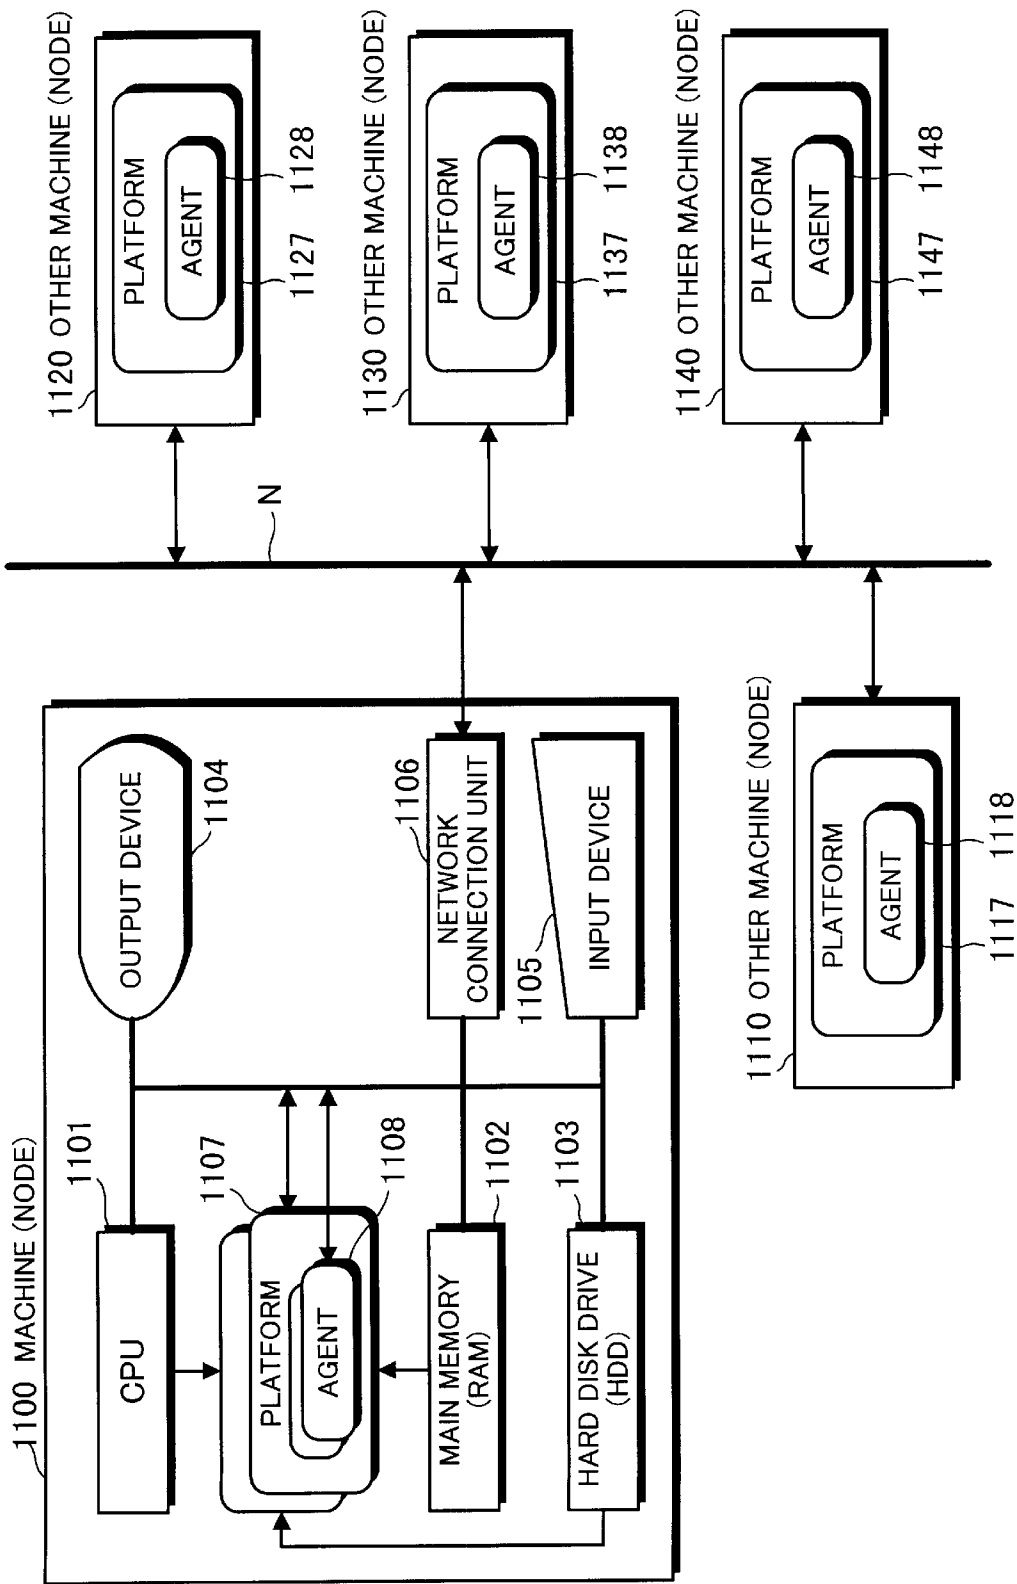 1100 MACHINE (NODE)
1101
CPU
OUTPUT DEVICE
1104
1107
PLATFORM
AGENT
1108
1106
NETWORK
CONNECTION UNIT
MAIN MEMORY
(RAM)
1102
1105
INPUT DEVICE
HARD DISK DRIVE
(HDD)
1103
N
1120 OTHER MACHINE (NODE)
PLATFORM
AGENT
1127
1128
1130 OTHER MACHINE (NODE)
PLATFORM
AGENT
1137
1138
1140 OTHER MACHINE (NODE)
PLATFORM
AGENT
1147
1148
1110 OTHER MACHINE (NODE)
PLATFORM
AGENT
1117
1118